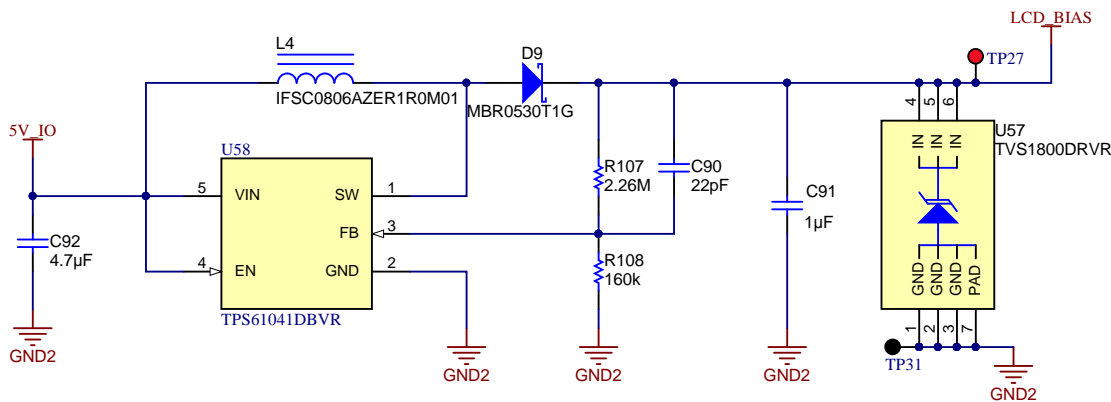 LCD_BIAS
L4
D9
TP27
IFSC0806AZER1R0M01
MBR0530T1G
4
5
6
5V_IO
U58
U57
TVS1800DRVR
IN
IN
IN
R107
2.26M
C90
22pF
5
VIN
SW
1
C91
1µF
C92
4.7µF
FB
3
4
EN
GND
2
R108
160k
GND
GND
GND
PAD
TPS61041DBVR
1
2
3
7
GND2
GND2
GND2
GND2
TP31
GND2